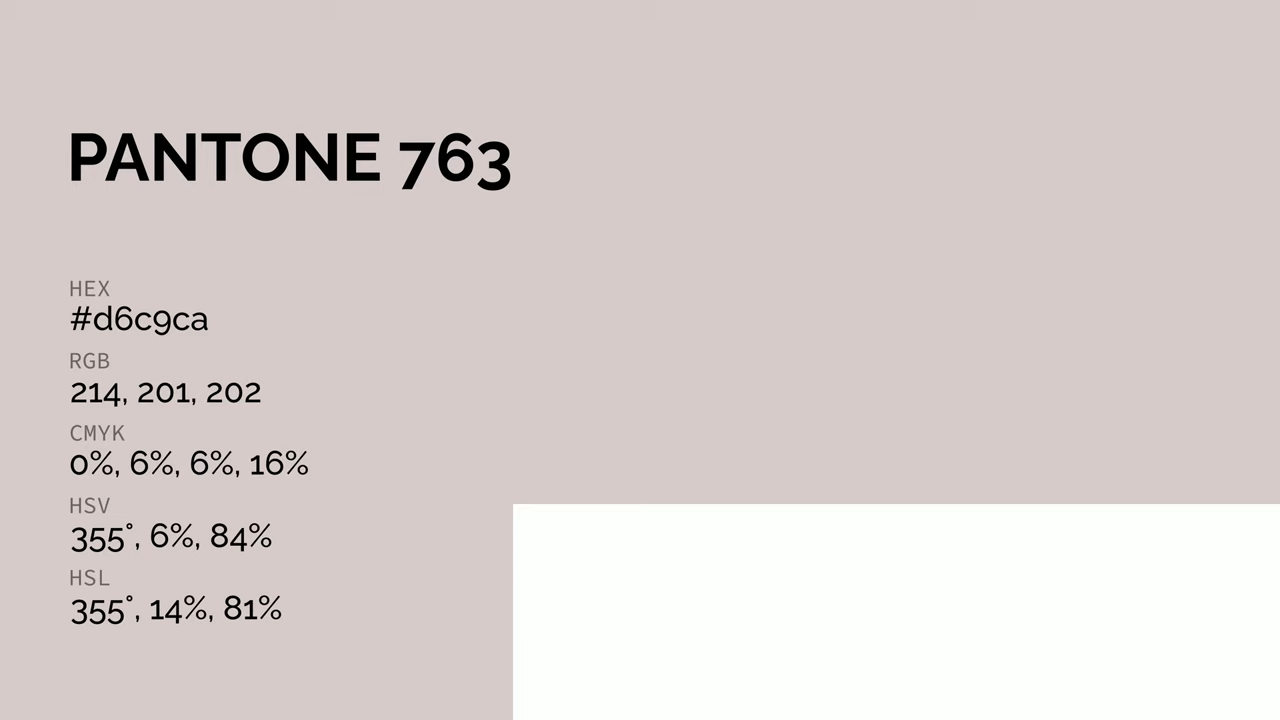 PANTONE 763
HEX
#d6c9ca
RGB
214, 201, 202
CMYK
0%, 6%, 6%, 16%
HSV
355°, 6%, 84%
HSL
355°, 14%, 81%